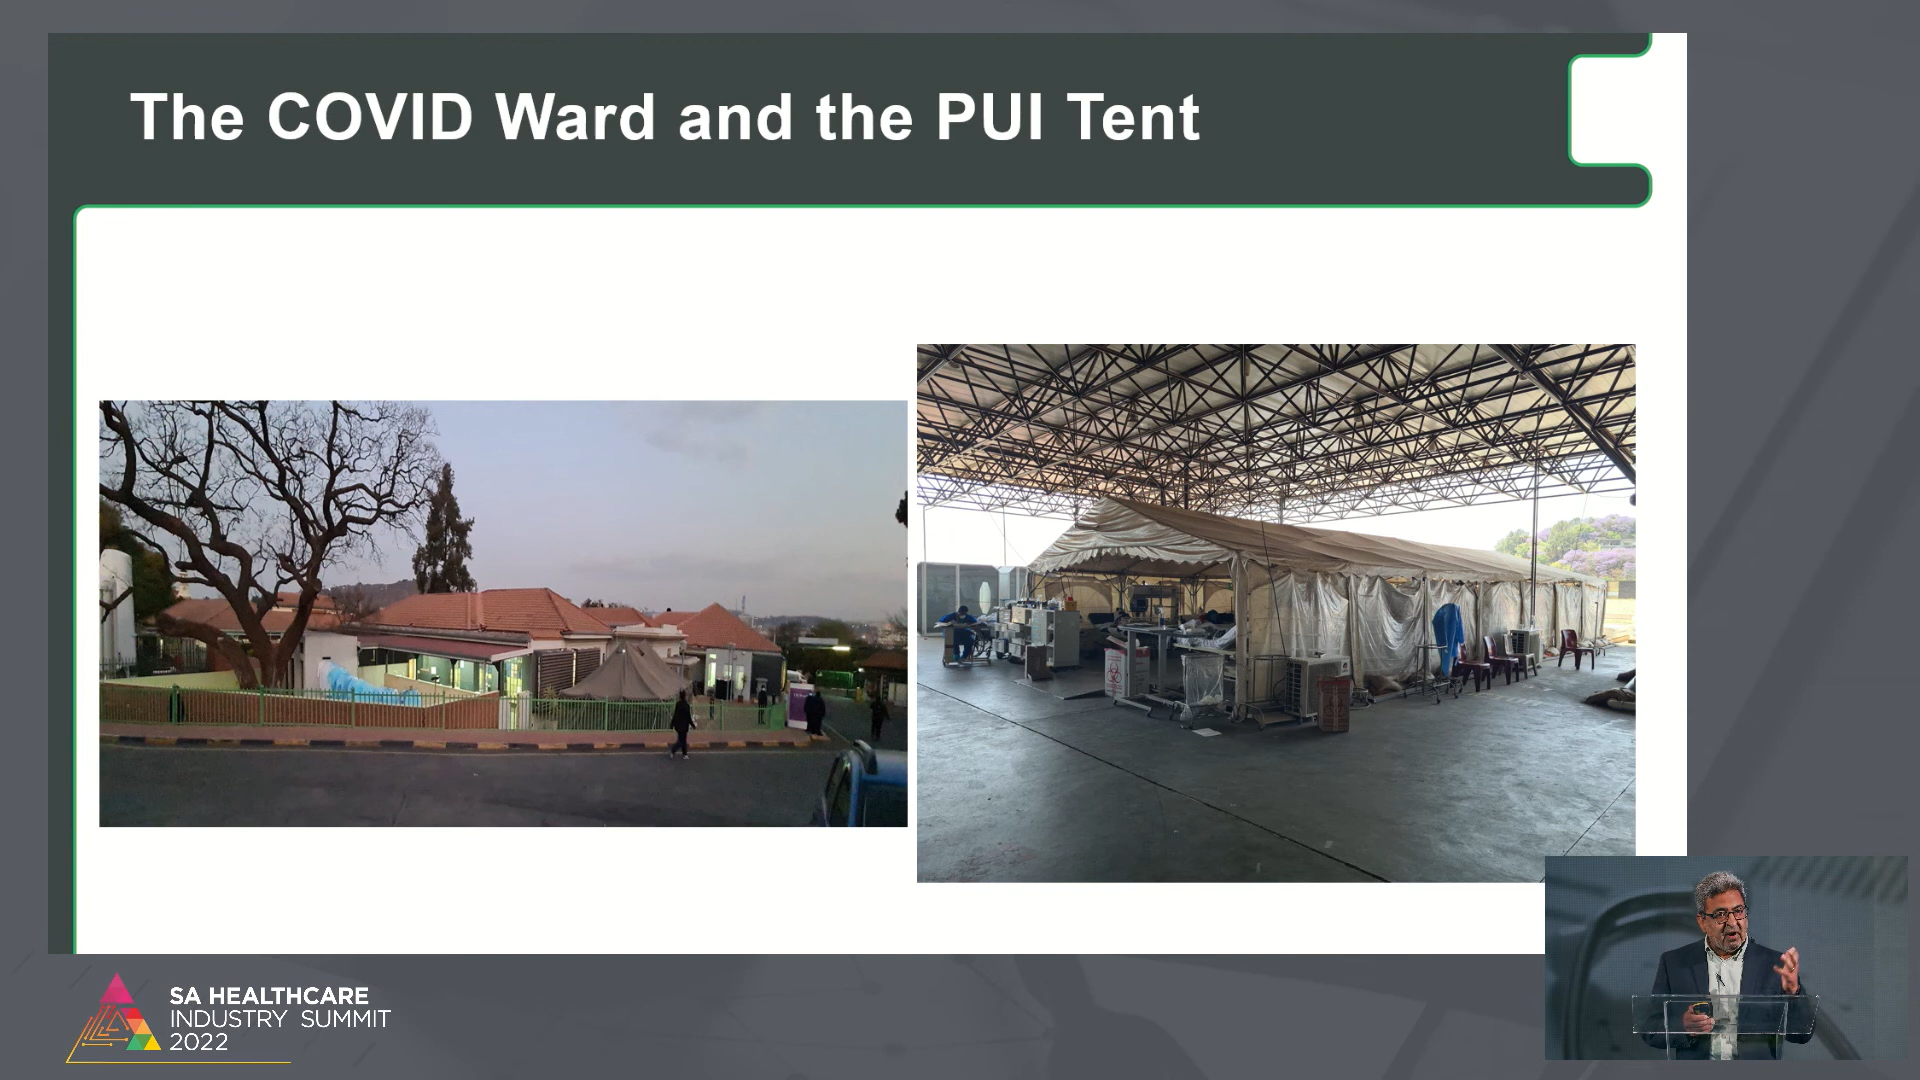 The COVID Ward and the PUI Tent
SA HEALTHCARE
INDUSTRY SUMMIT
2022